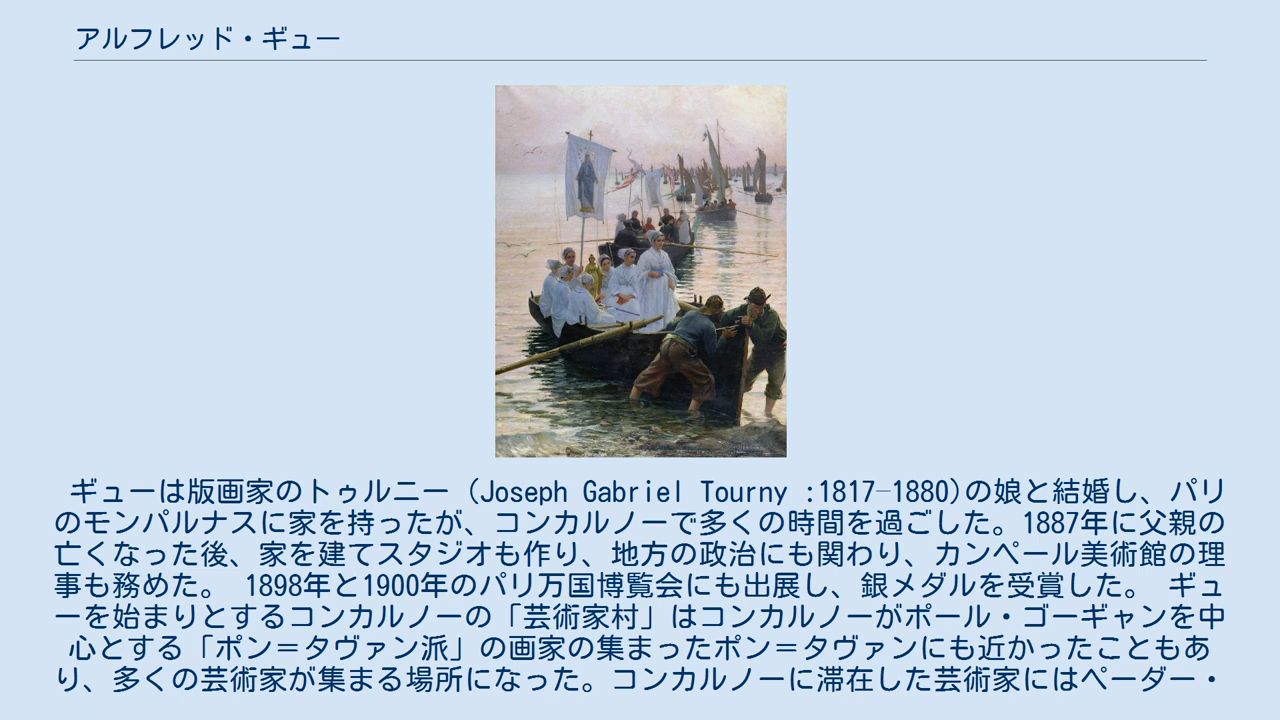 アルフレッド・ギュー
ギューは版画家のトゥルニー (Joseph Gabriel Tourny :1817–1880)の娘と結婚し、パリ
のモンパルナスに家を持ったが、コンカルノーで多くの時間を過ごした。1887年に父親の
亡くなった後、家を建てスタジオも作り、地方の政治にも関わり、カンペール美術館の理
事も務めた。 1898年と1900年のパリ万国博覧会にも出展し、銀メダルを受賞した。 ギュ
ーを始まりとするコンカルノーの「芸術家村」はコンカルノーがポール・ゴーギャンを中
心とする「ポン＝タヴァン派」の画家の集まったポン＝タヴァンにも近かったこともあ
り、多くの芸術家が集まる場所になった。コンカルノーに滞在した芸術家にはペーダー・